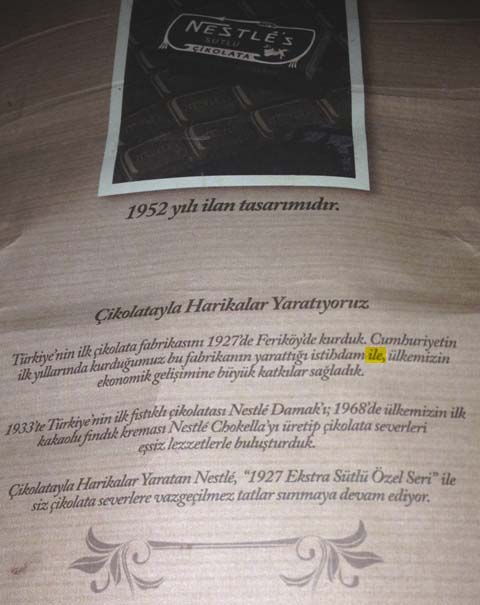 NESTLÉ'S
SÜTLÜ
ÇİKOLATA
1952 yılı ilan tasarımıdır.
Çikolatayla Harikalar Yaratıyoruz
Türkiye'nin ilk çikolata fabrikasını 1927'de Feriköy'de kurduk. Cumhuriyetin
ilk yıllarında kurduğumuz bu fabrikanın yarattığı istihdam ile, ülkemizin
ekonomik gelişimine büyük katkılar sağladık.
1933'te Türkiye'nin ilk fıstıklı çikolatası Nestlé Damak'ı; 1968'de ülkemizin ilk
kakaolu fındık kreması Nestlé Chokella'yı üretip çikolata severleri
eşsiz lezzetlerle buluşturduk.
Çikolatayla Harikalar Yaratan Nestlé, "1927 Ekstra Sütlü Özel Seri" ile
siz çikolata severlere vazgeçilmez tatlar sunmaya devam ediyor.